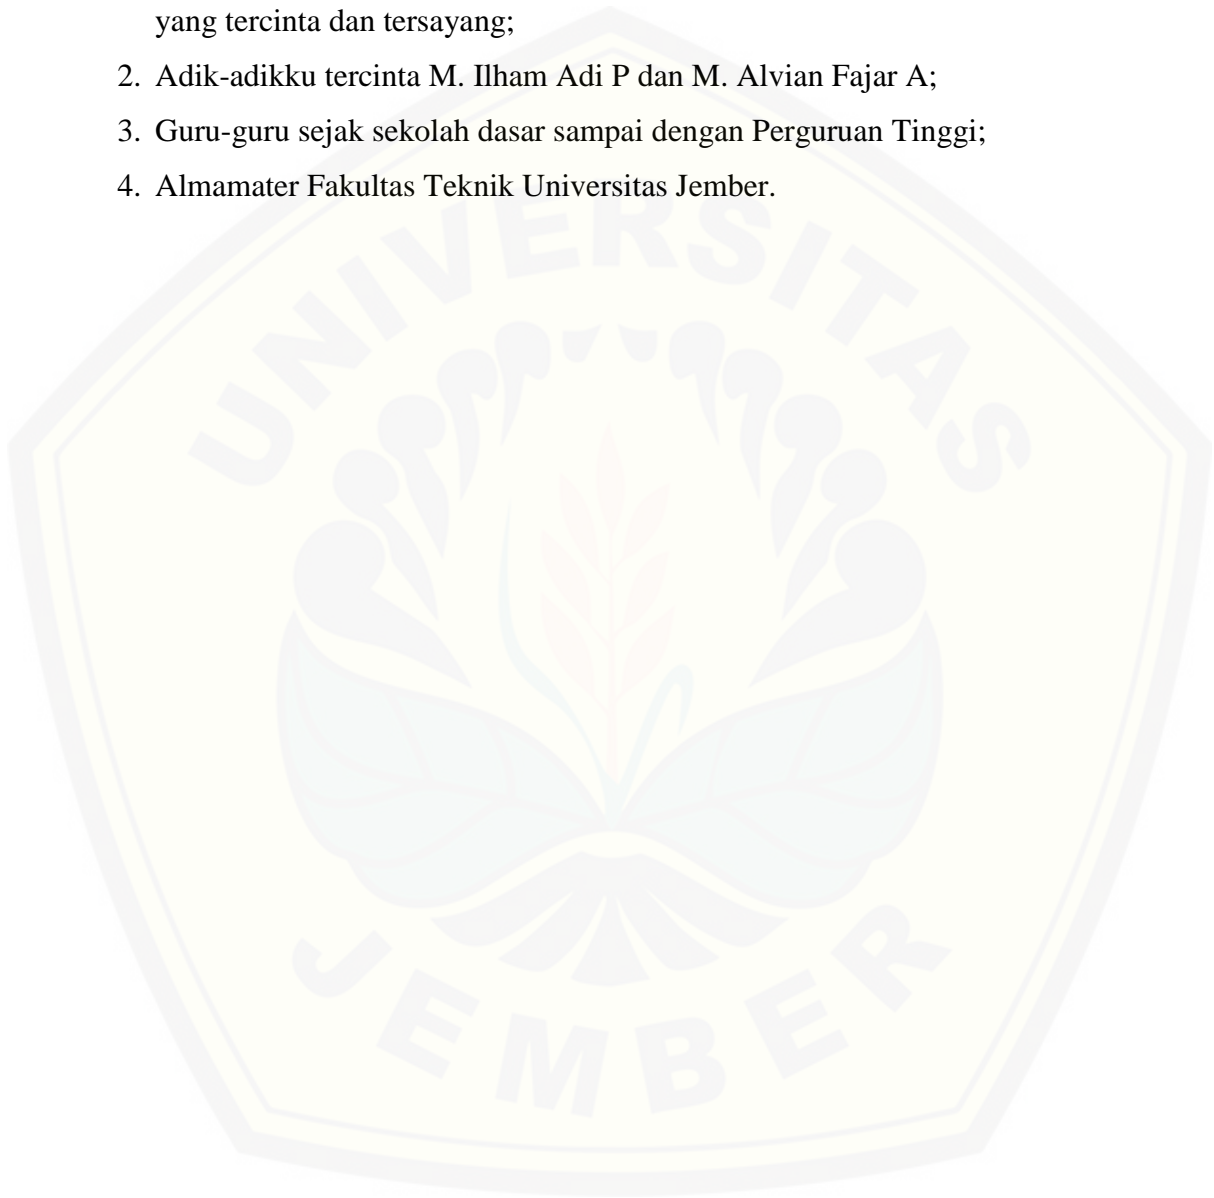 yang tercinta dan tersayang;
2. Adik-adikku tercinta M. Ilham Adi P dan M. Alvian Fajar A;
3. Guru-guru sejak sekolah dasar sampai dengan Perguruan Tinggi;
4. Almamater Fakultas Teknik Universitas Jember.
UNIVERSITAS
JEMBER